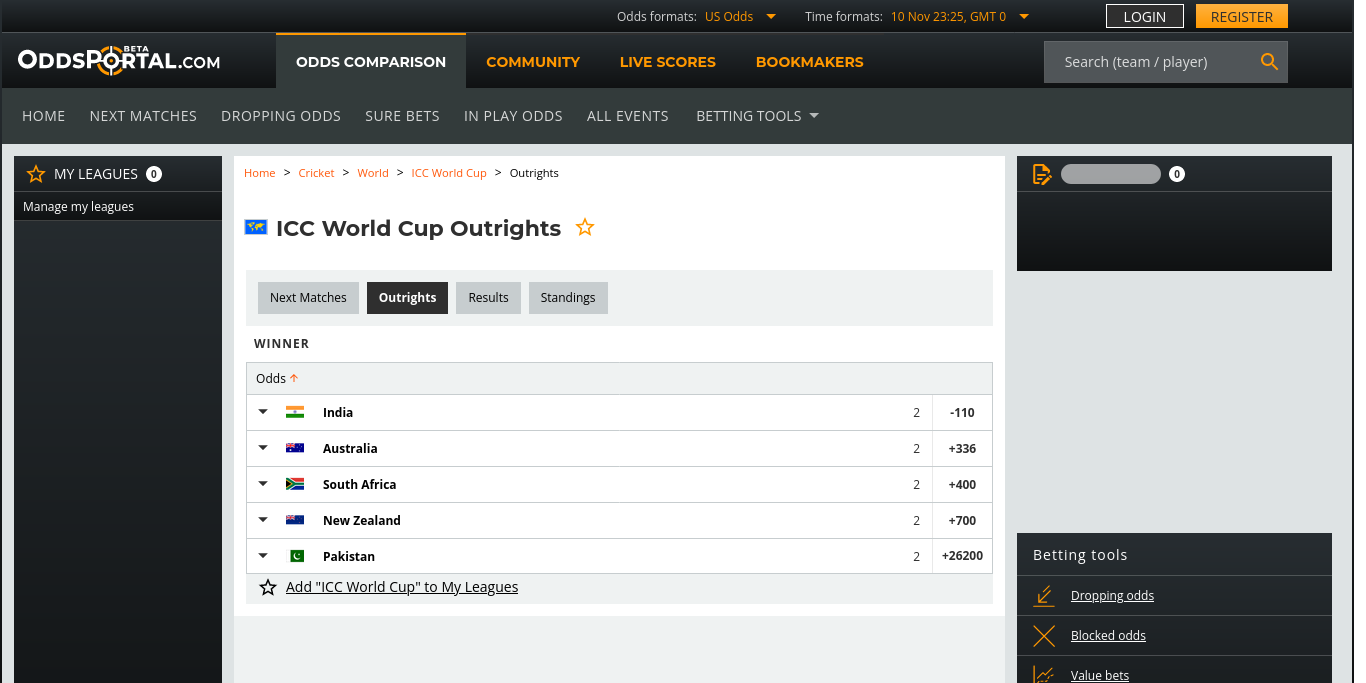 Odds formats: US Odds Time formats: 10 Nov 23:25, GMT 0 LOGIN REGISTER
ODDSPORTAL.COM BETA ODDS COMPARISON COMMUNITY LIVE SCORES BOOKMAKERS Search (team / player)
HOME NEXT MATCHES DROPPING ODDS SURE BETS IN PLAY ODDS ALL EVENTS BETTING TOOLS
MY LEAGUES 0
Manage my leagues
Home > Cricket > World > ICC World Cup > Outrights
0
ICC World Cup Outrights
Next Matches Outrights Results Standings
WINNER
Odds
India 2 -110
Australia 2 +336
South Africa 2 +400
New Zealand 2 +700
Pakistan 2 +26200
Add "ICC World Cup" to My Leagues
Betting tools
Dropping odds
Blocked odds
Value bets